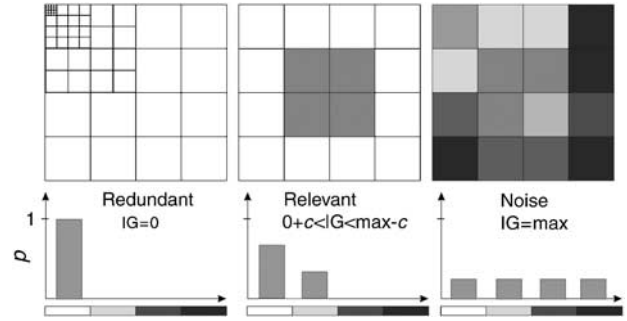 Redundant
IG=0
Relevant
0+c<IG<max-c
Noise
IG=max
1
p